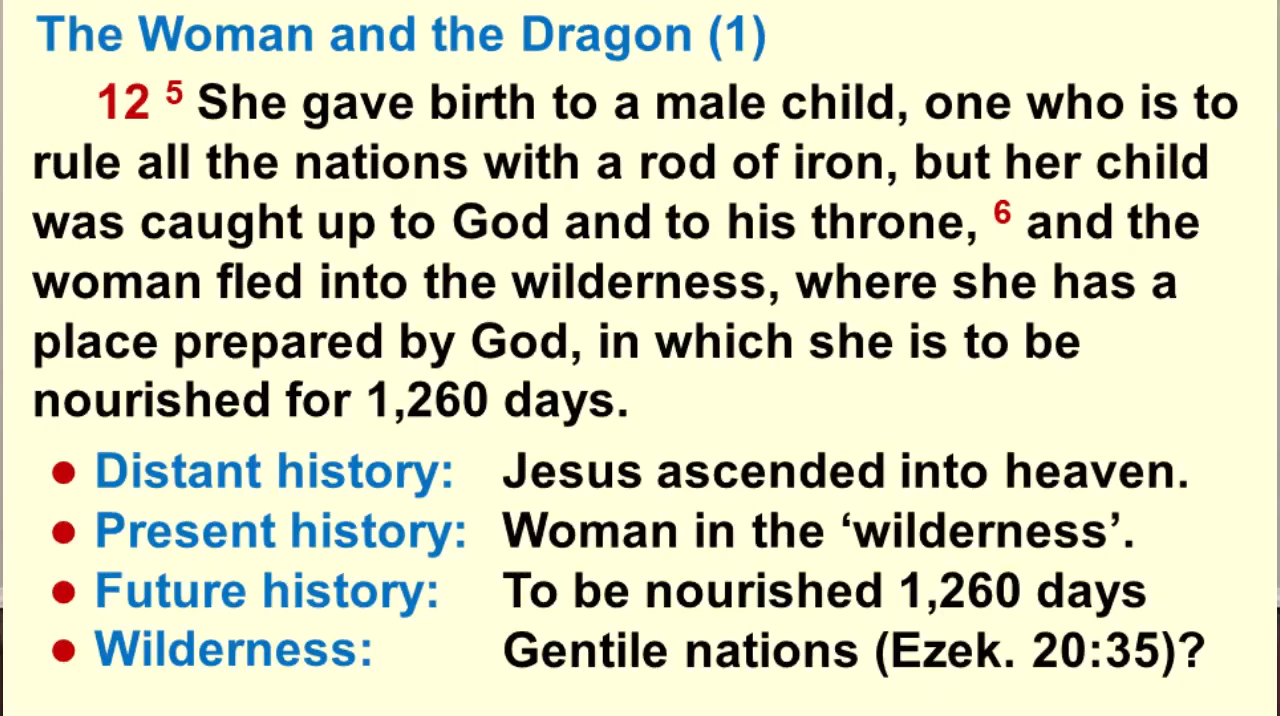 The Woman and the Dragon (1)
12 5 She gave birth to a male child, one who is to
rule all the nations with a rod of iron, but her child
was caught up to God and to his throne, 6 and the
woman fled into the wilderness, where she has a
place prepared by God, in which she is to be
nourished for 1,260 days.
● Distant history: Jesus ascended into heaven.
● Present history: Woman in the ‘wilderness’.
● Future history: To be nourished 1,260 days
● Wilderness: Gentile nations (Ezek. 20:35)?